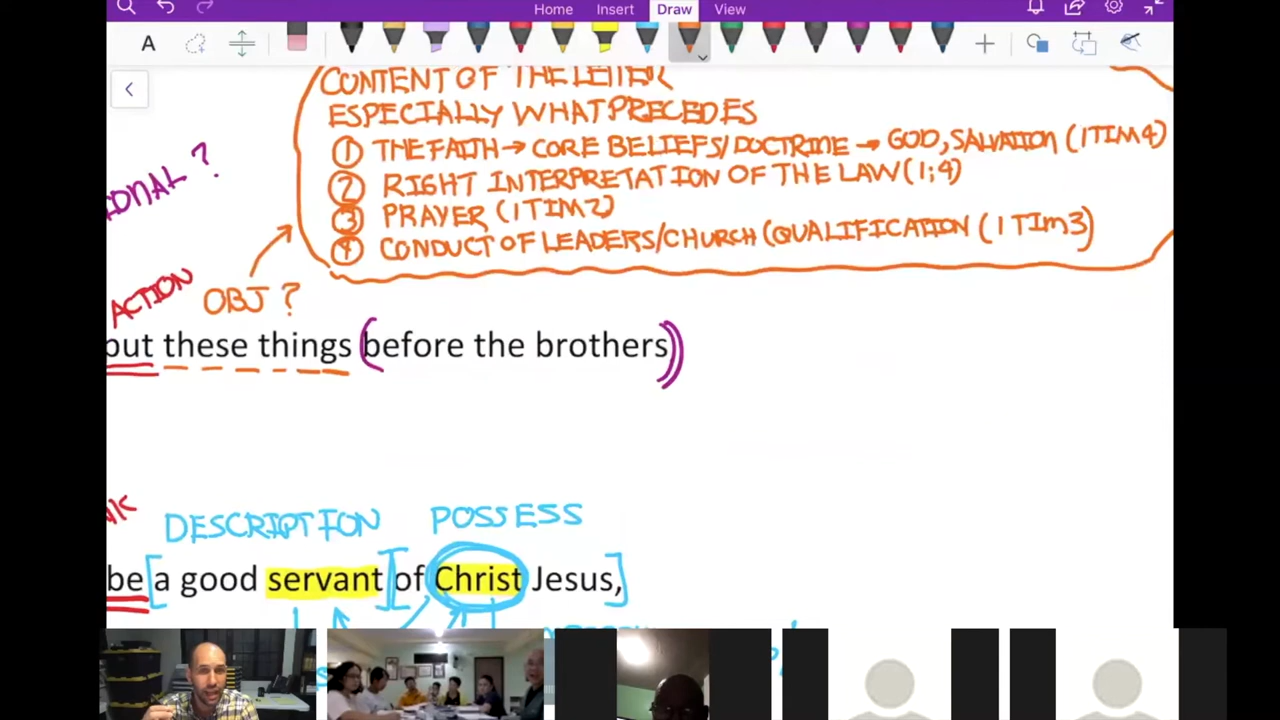 Home Insert Draw View
A
CONTENT OF THE LETTER
ESPECIALLY WHAT PRECEDES
① THE FAITH → CORE BELIEFS/DOCTRINE → GOD, SALVATION (1TIM4)
② RIGHT INTERPRETATION OF THE LAW (1;4)
③ PRAYER (1TIM2)
④ CONDUCT OF LEADERS/CHURCH (QUALIFICATION (1TIM3)
IONAL ?
ACTION
OBJ ?
put these things (before the brothers))
DESCRIPTION POSSESS
be [a good servant] [of Christ Jesus,]